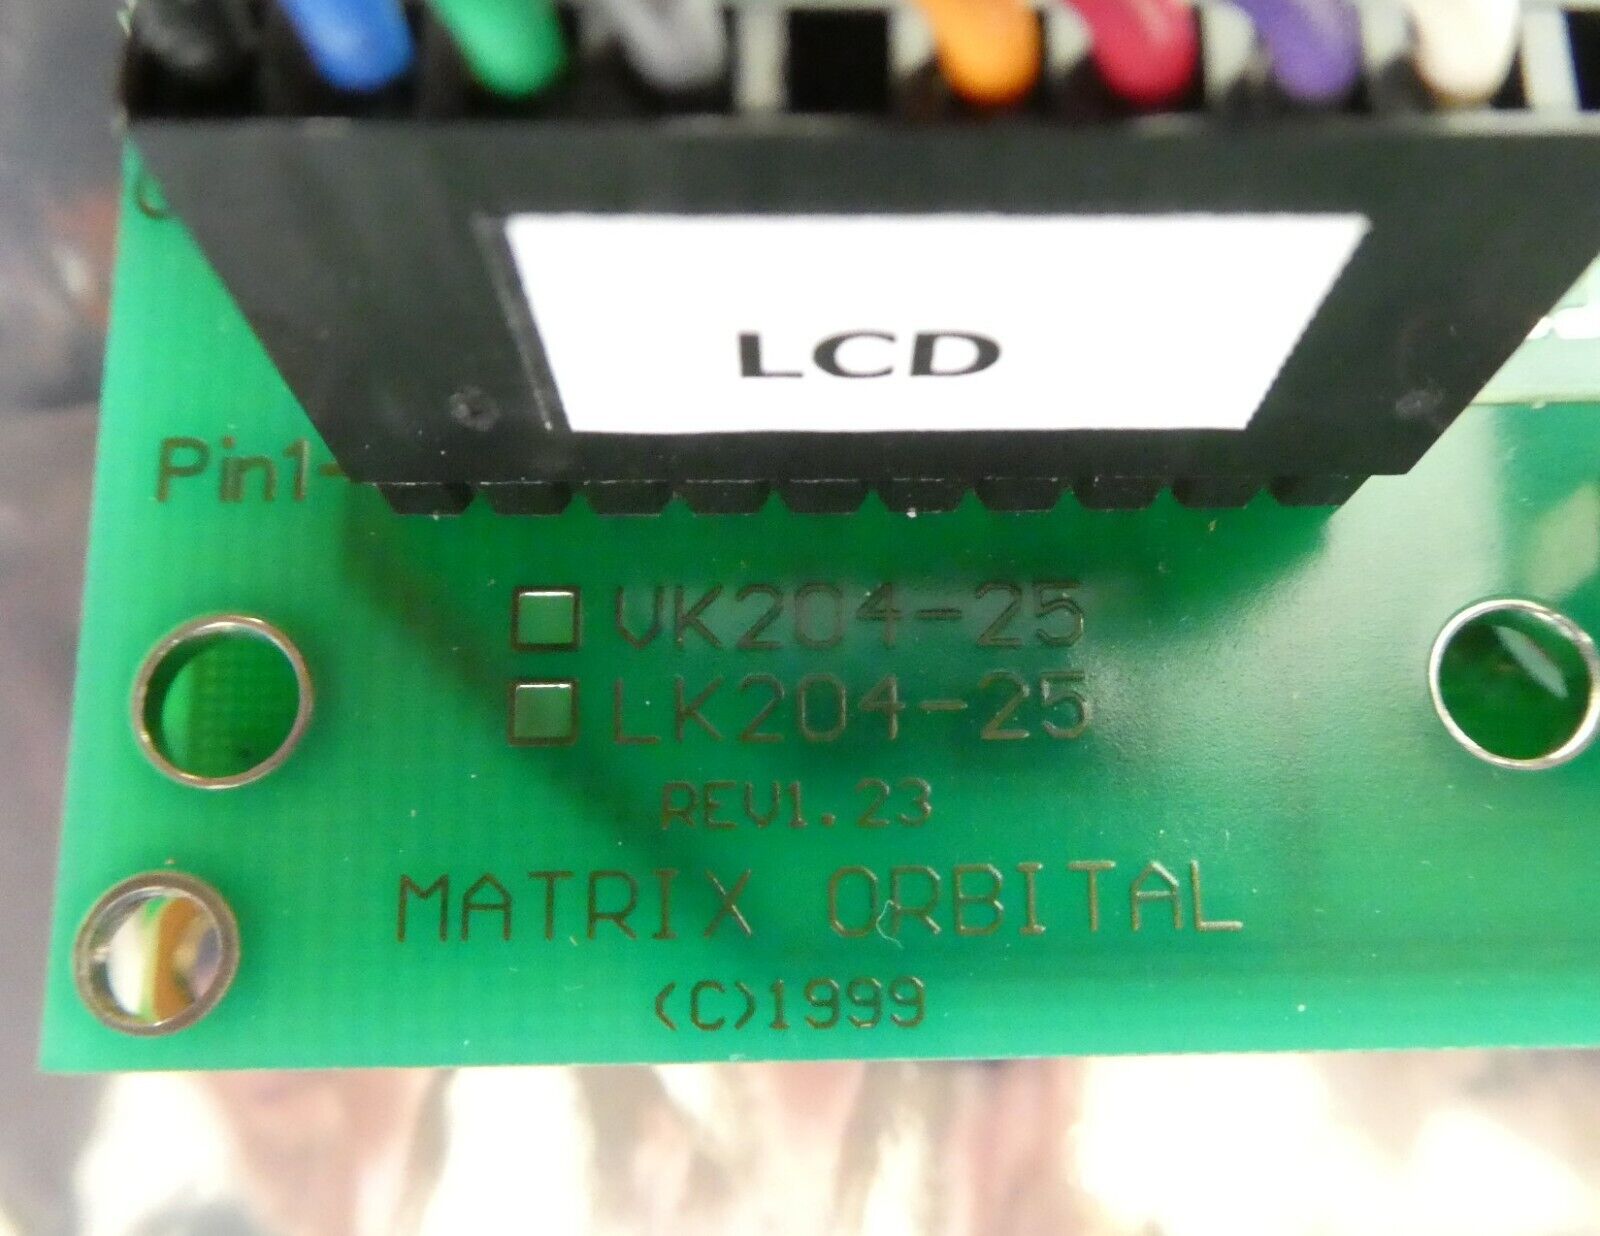 LCD
Pin1-
VK204-25
LK204-25
REV1.23
MATRIX ORBITAL
(C)1999